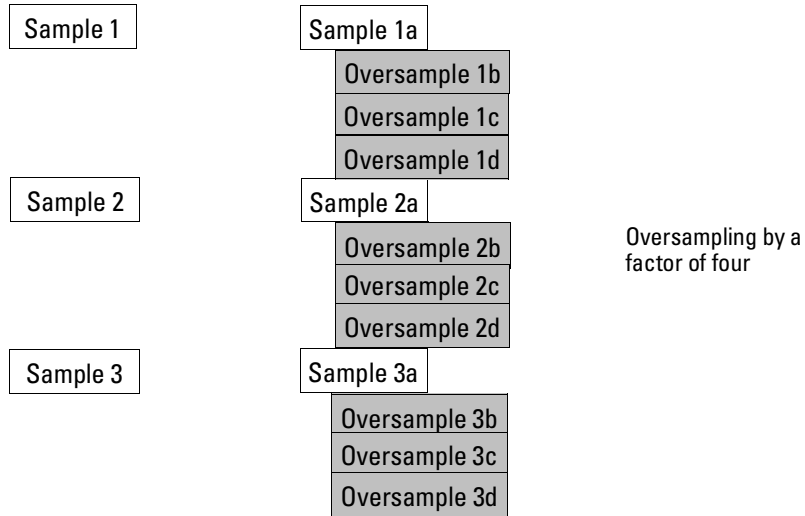 Sample 1
Sample 1a
Oversample 1b
Oversample 1c
Oversample 1d
Sample 2
Sample 2a
Oversample 2b
Oversample 2c
Oversample 2d
Oversampling by a
factor of four
Sample 3
Sample 3a
Oversample 3b
Oversample 3c
Oversample 3d